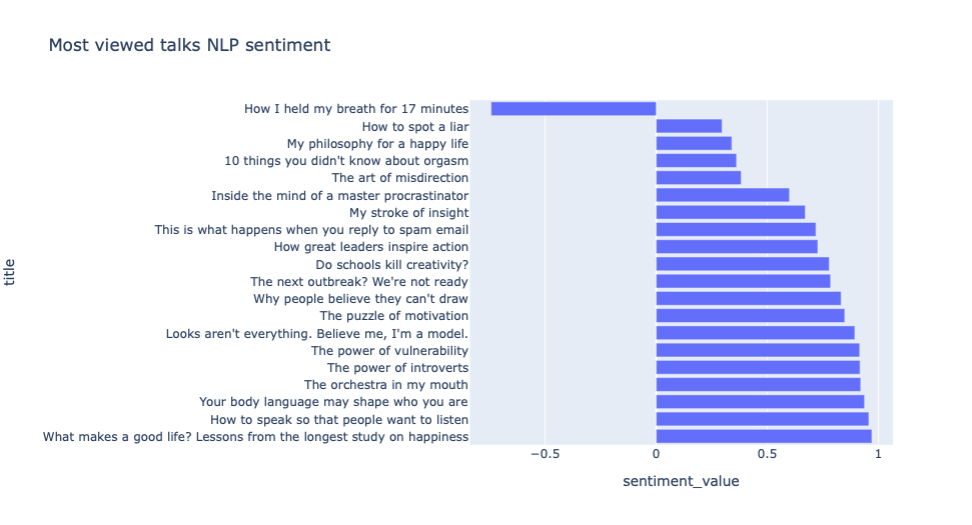 Most viewed talks NLP sentiment
How I held my breath for 17 minutes
How to spot a liar
My philosophy for a happy life
10 things you didn't know about orgasm
The art of misdirection
Inside the mind of a master procrastinator
My stroke of insight
This is what happens when you reply to spam email
How great leaders inspire action
Do schools kill creativity?
The next outbreak? We're not ready
Why people believe they can't draw
The puzzle of motivation
Looks aren't everything. Believe me, I'm a model.
The power of vulnerability
The power of introverts
The orchestra in my mouth
Your body language may shape who you are
How to speak so that people want to listen
What makes a good life? Lessons from the longest study on happiness
title
−0.5 0 0.5 1
sentiment_value